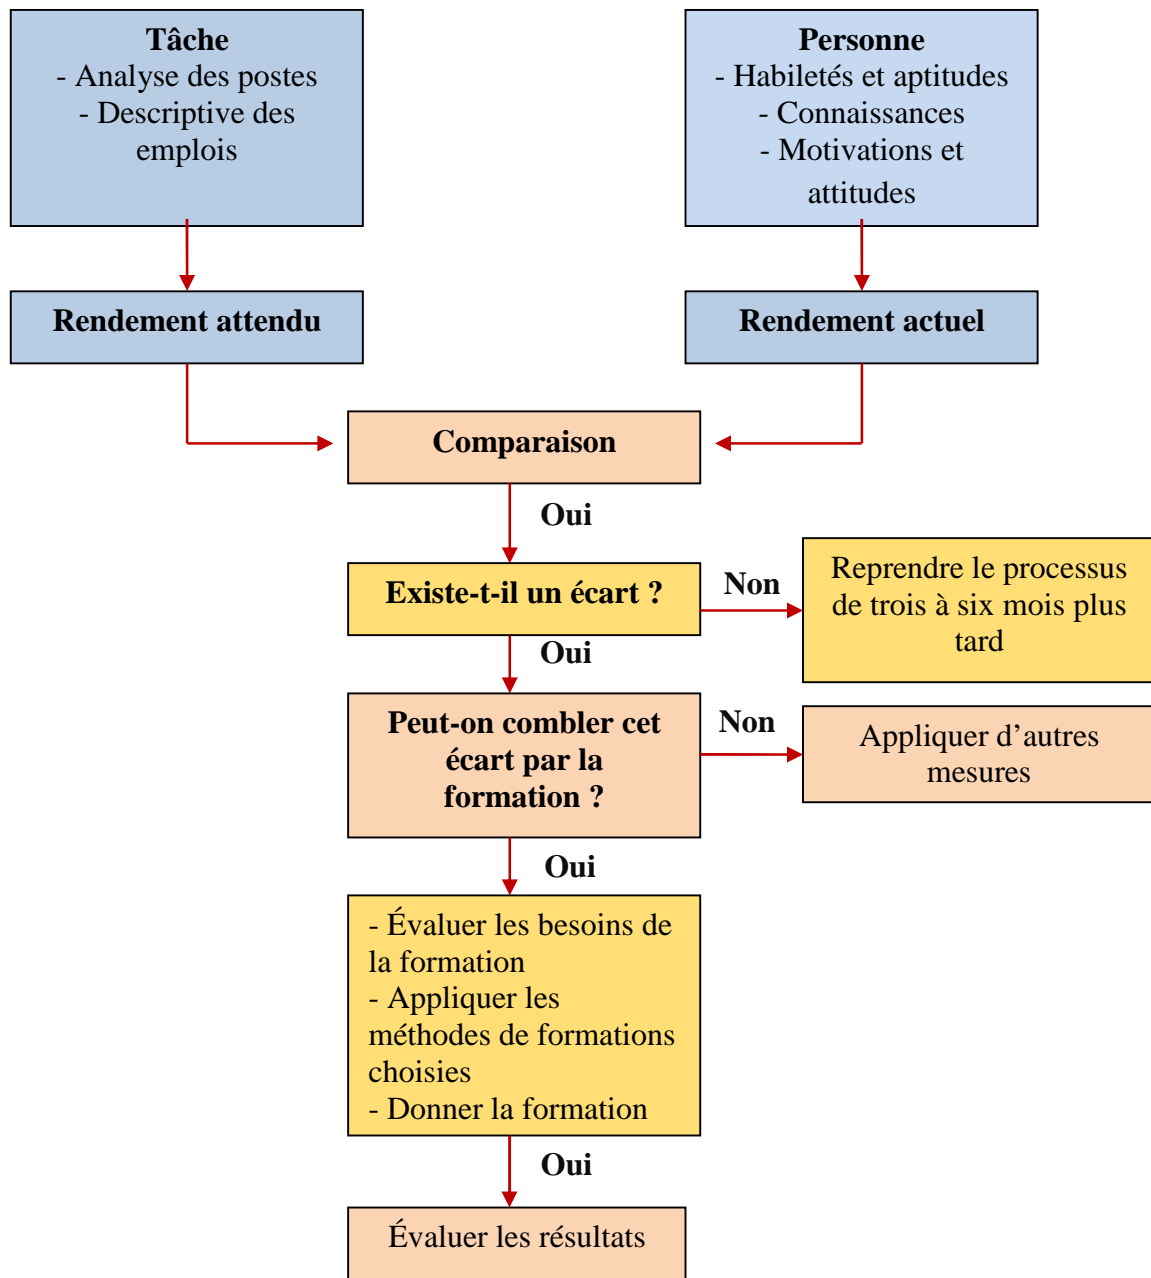 Tâche
- Analyse des postes
- Descriptive des
emplois
Personne
- Habiletés et aptitudes
- Connaissances
- Motivations et
attitudes
Rendement attendu
Rendement actuel
Comparaison
Oui
Existe-t-il un écart ?
Non
Reprendre le processus
de trois à six mois plus
tard
Oui
Peut-on combler cet
écart par la
formation ?
Non
Appliquer d’autres
mesures
Oui
- Évaluer les besoins de
la formation
- Appliquer les
méthodes de formations
choisies
- Donner la formation
Oui
Évaluer les résultats